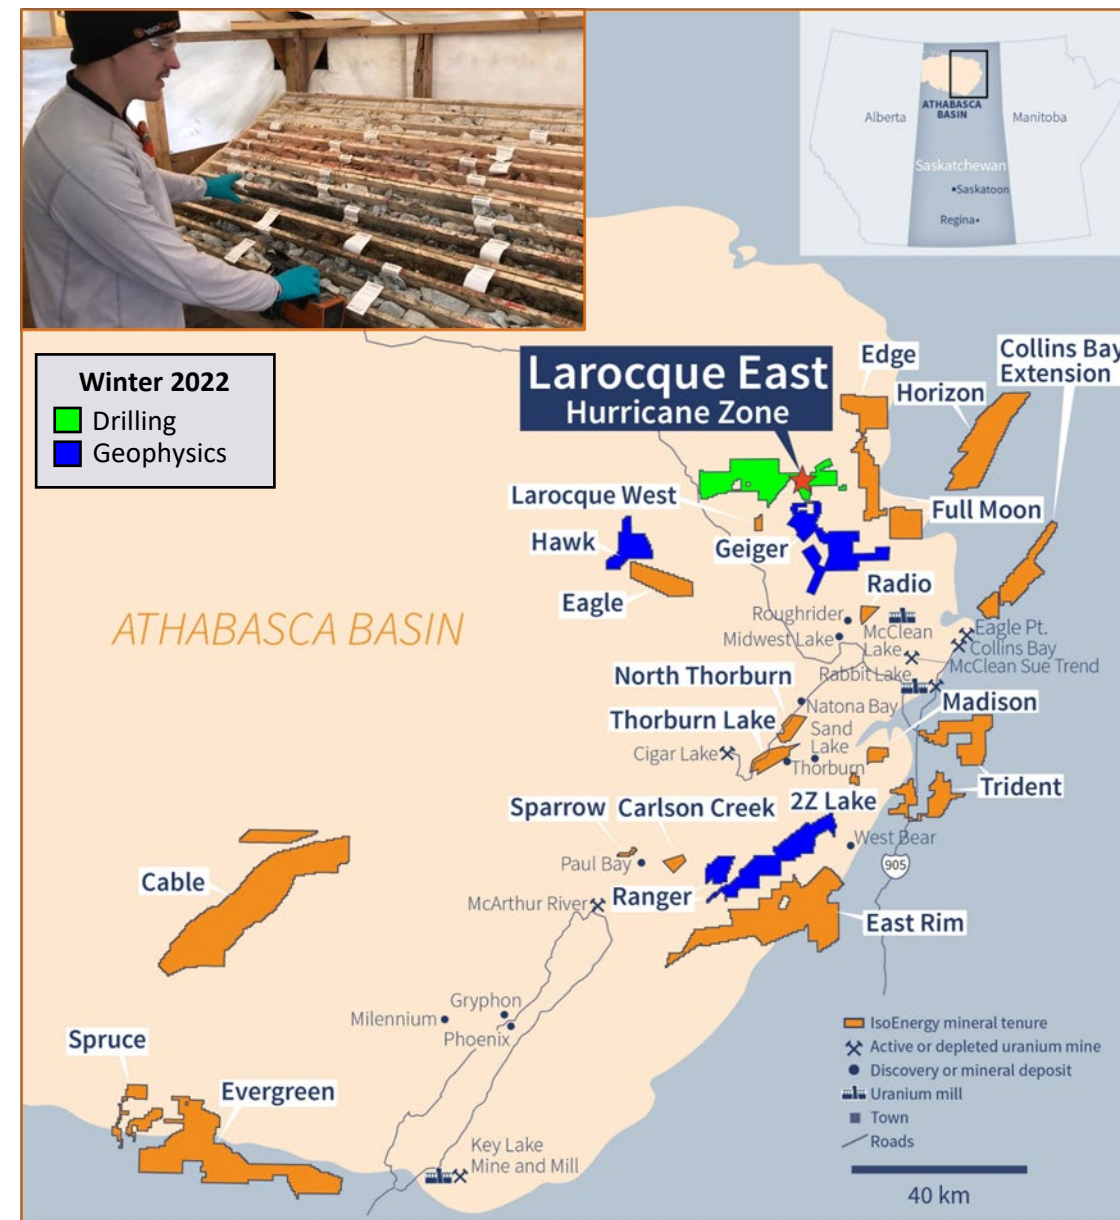 IsoEnergy
Alberta
ATHABASCA
BASIN
Manitoba
Saskatchewan
Saskatoon
Regina
Winter 2022
Drilling
Geophysics
Larocque East
Hurricane Zone
Edge
Horizon
Collins Bay
Extension
Larocque West
Hawk
Geiger
Full Moon
Eagle
Radio
ATHABASCA BASIN
Roughrider
Midwest Lake
McClean
Lake
Eagle Pt.
Collins Bay
McClean Sue Trend
Rabbit Lake
North Thorburn
Natona Bay
Madison
Thorburn Lake
Sand
Lake
Cigar Lake
Thorburn
Trident
2Z Lake
Sparrow
Carlson Creek
West Bear
Paul Bay
905
Cable
Ranger
McArthur River
East Rim
Gryphon
Milennium
Phoenix
Spruce
Evergreen
Key Lake
Mine and Mill
IsoEnergy mineral tenure
Active or depleted uranium mine
Discovery or mineral deposit
Uranium mill
Town
Roads
40 km